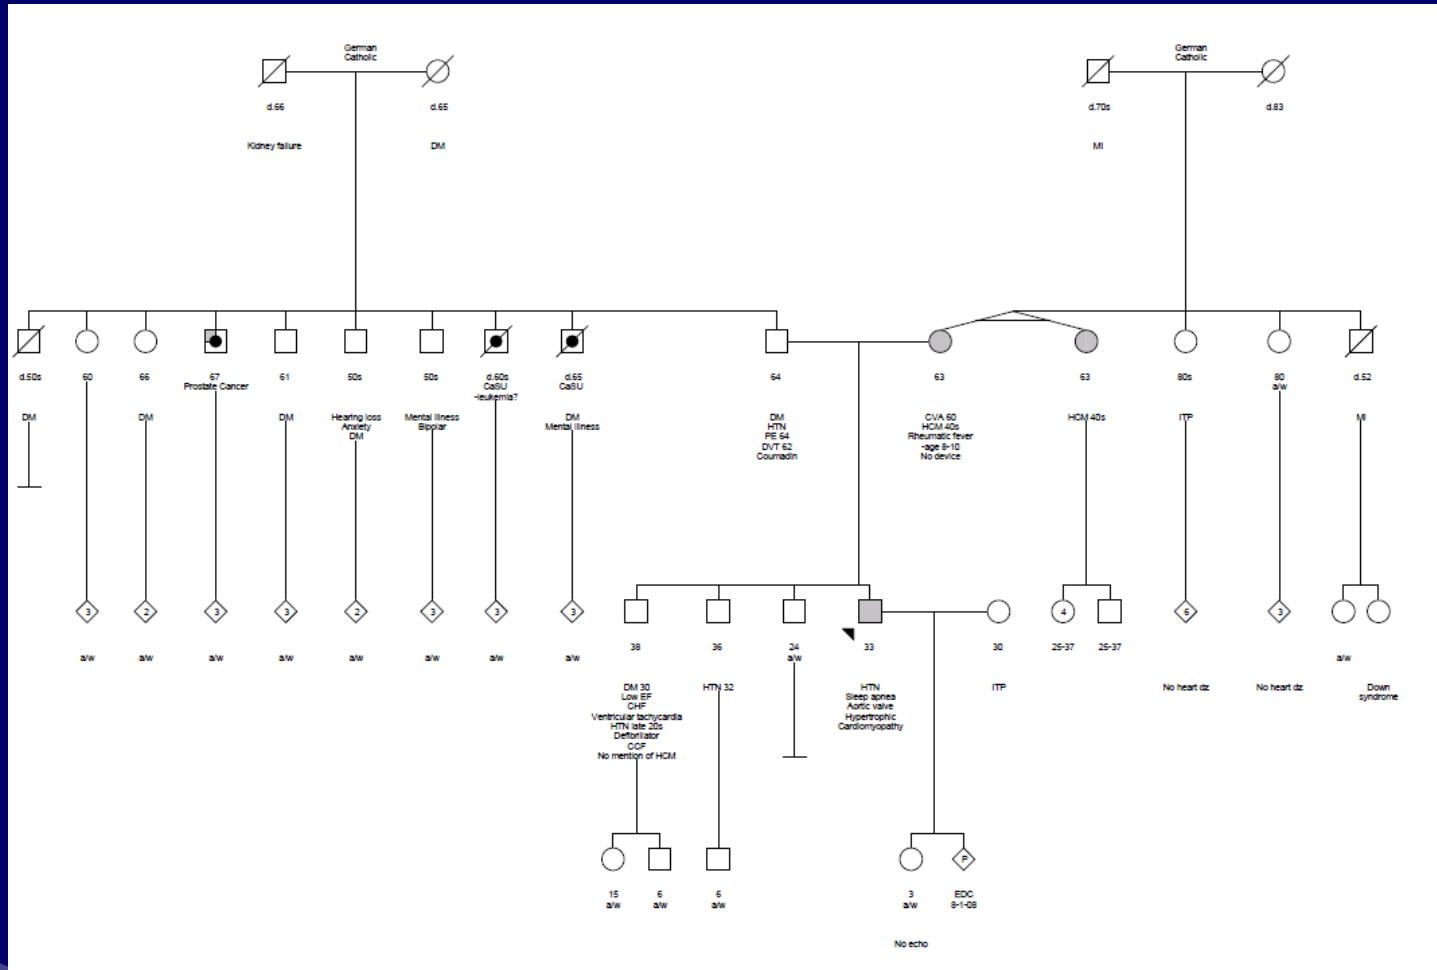 German
Catholic
German
Catholic
d.66
d.65
d.70s
d.83
Kidney failure
DM
MI
d.50s
60
66
67
61
50s
50s
d.60s
d.65
64
63
63
80s
80
d.52
Prostate Cancer
CaSU
-leukemia?
CaSU
a/w
DM
DM
DM
Hearing loss
Anxiety
DM
Mental Illness
Bipolar
DM
Mental Illness
DM
HTN
PE 64
DVT 62
Coumadin
CVA 60
HCM 40s
Rheumatic fever
-age 8-10
No device
HCM 40s
ITP
MI
3
2
3
3
2
3
3
3
4
6
3
a/w
a/w
a/w
a/w
a/w
a/w
a/w
a/w
38
36
24
a/w
33
30
25-37
25-37
a/w
DM 30
Low EF
CHF
Ventricular tachycardia
HTN late 20s
Defibrillator
CCF
No mention of HCM
HTN 32
HTN
Sleep apnea
Aortic valve
Hypertrophic
Cardiomyopathy
ITP
No heart dz
No heart dz
Down
syndrome
P
15
a/w
6
a/w
6
a/w
3
a/w
EDC
8-1-08
No echo